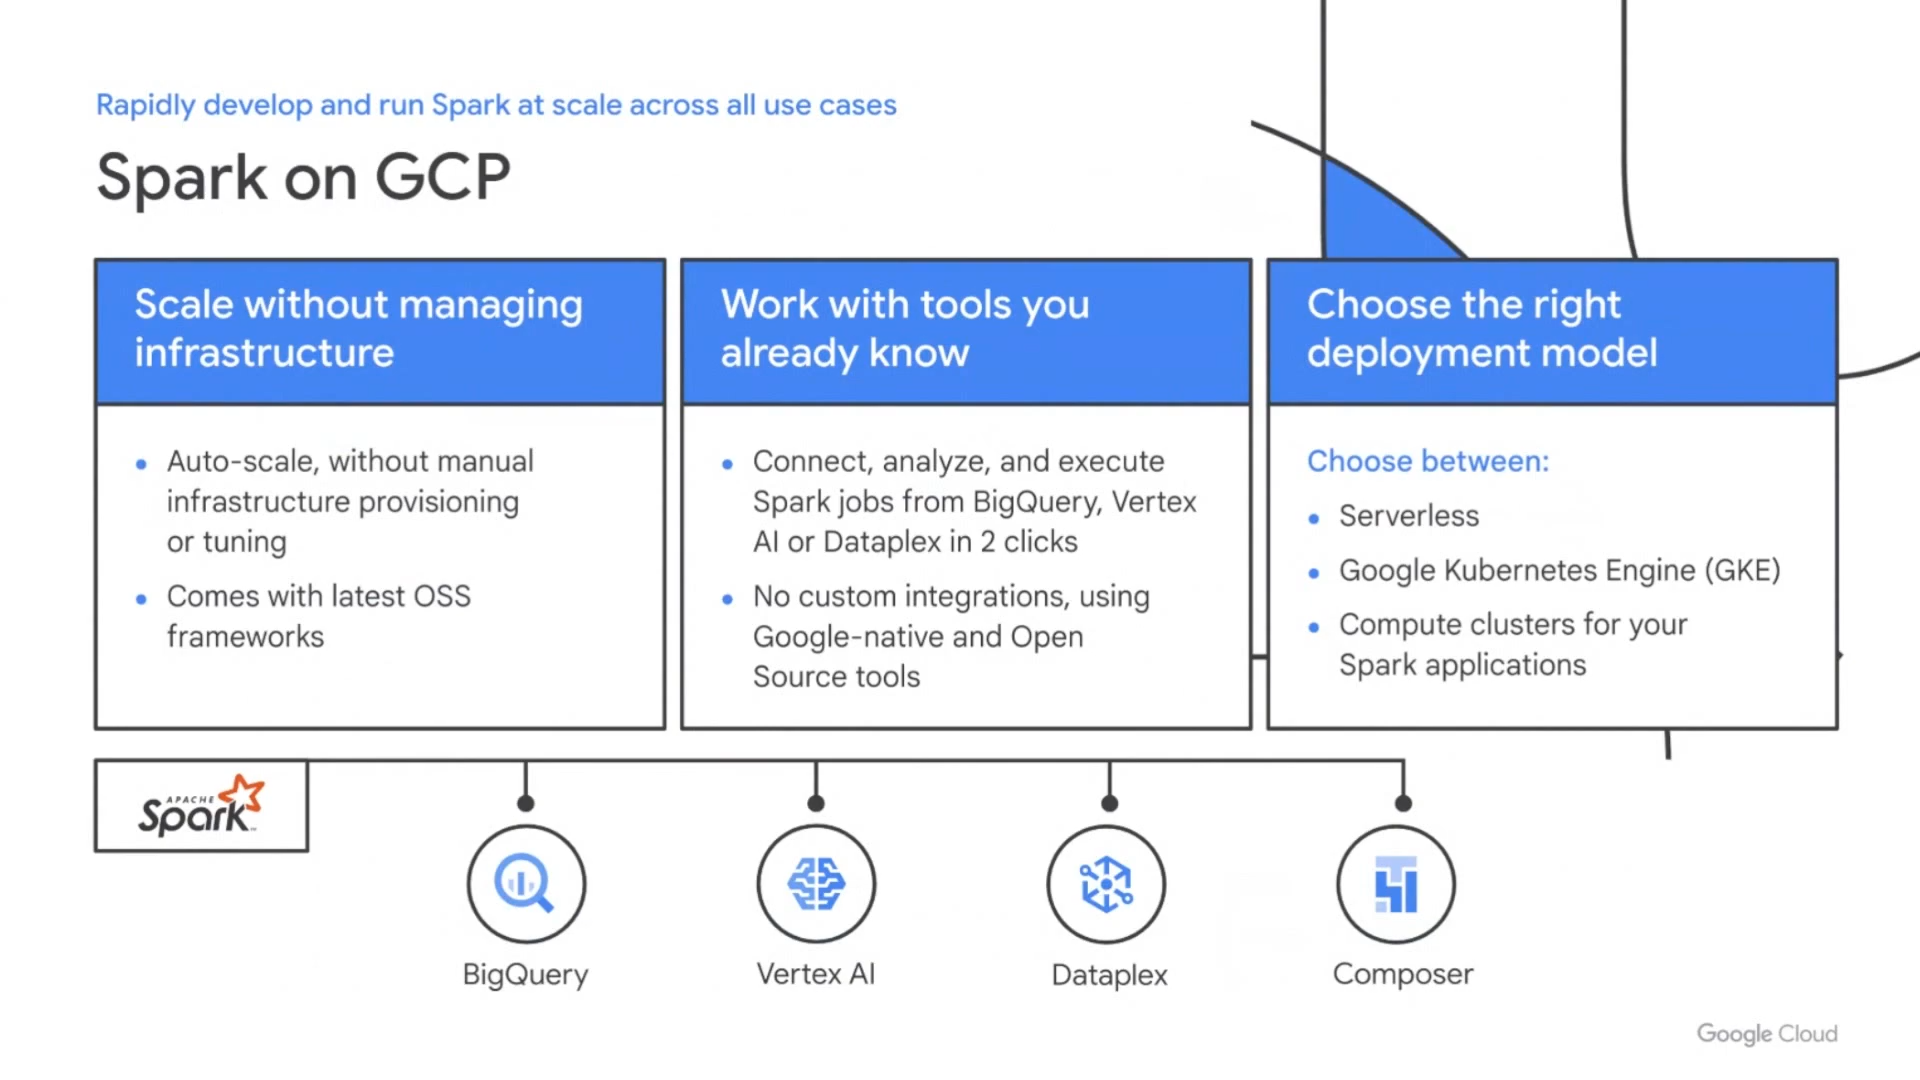 Rapidly develop and run Spark at scale across all use cases
Spark on GCP
Scale without managing
infrastructure
Auto-scale, without manual
infrastructure provisioning
or tuning
Comes with latest OSS
frameworks
Work with tools you
already know
Connect, analyze, and execute
Spark jobs from BigQuery, Vertex
AI or Dataplex in 2 clicks
No custom integrations, using
Google-native and Open
Source tools
Choose the right
deployment model
Choose between:
Serverless
Google Kubernetes Engine (GKE)
Compute clusters for your
Spark applications
APACHE
Spark
BigQuery
Vertex AI
Dataplex
Composer
Google Cloud